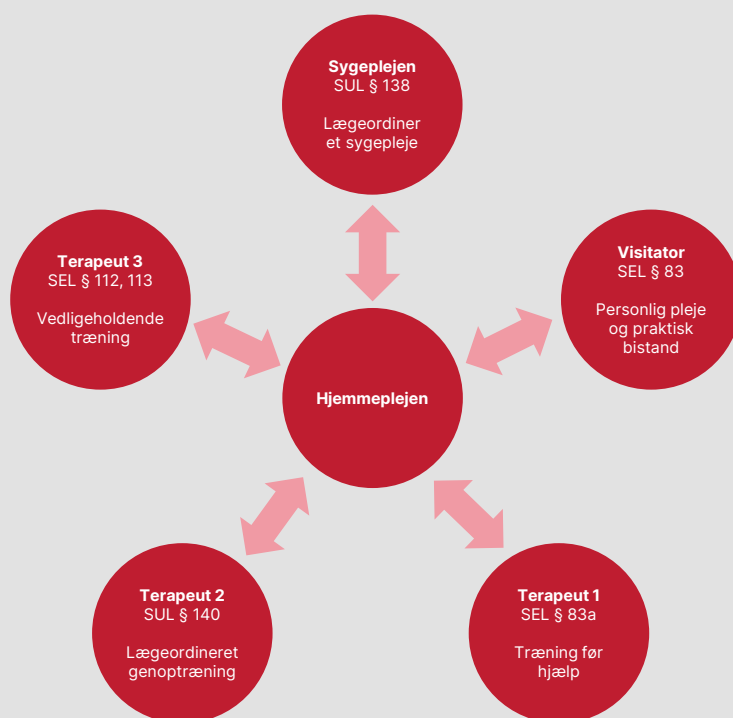 Sygeplejen
SUL § 138
Lægeordiner
et sygepleje
Terapeut 3
SEL § 112, 113
Vedligeholdende
træning
Visitator
SEL § 83
Personlig pleje
og praktisk
bistand
Hjemmeplejen
Terapeut 2
SUL § 140
Lægeordineret
genoptræning
Terapeut 1
SEL § 83a
Træning før
hjælp